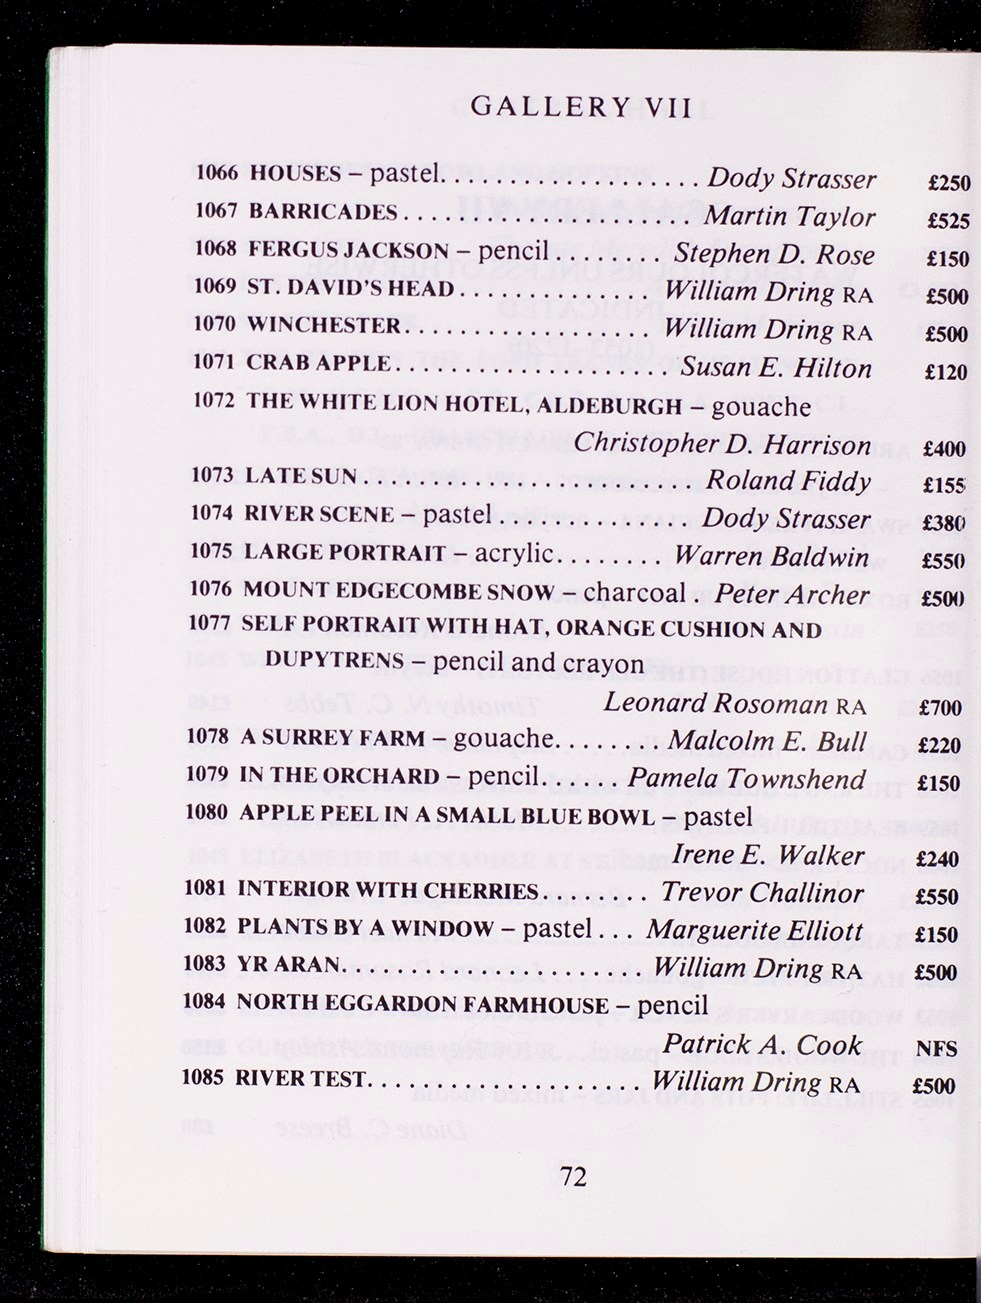 GALLERY VII
1066 HOUSES – pastel. . . . . . . . . . . . . . . . . . . . Dody Strasser £250
1067 BARRICADES . . . . . . . . . . . . . . . . . . . . . . . Martin Taylor £525
1068 FERGUS JACKSON – pencil . . . . . . . . Stephen D. Rose £150
1069 ST. DAVID'S HEAD . . . . . . . . . . . . . . . William Dring RA £500
1070 WINCHESTER . . . . . . . . . . . . . . . . . . . William Dring RA £500
1071 CRAB APPLE . . . . . . . . . . . . . . . . . . . . . . Susan E. Hilton £120
1072 THE WHITE LION HOTEL, ALDEBURGH – gouache
Christopher D. Harrison £400
1073 LATE SUN . . . . . . . . . . . . . . . . . . . . . . . . . . Roland Fiddy £155
1074 RIVER SCENE – pastel . . . . . . . . . . . . . . . Dody Strasser £380
1075 LARGE PORTRAIT – acrylic. . . . . . . . . Warren Baldwin £550
1076 MOUNT EDGECOMBE SNOW – charcoal . Peter Archer £500
1077 SELF PORTRAIT WITH HAT, ORANGE CUSHION AND
DUPYTRENS – pencil and crayon
Leonard Rosoman RA £700
1078 A SURREY FARM – gouache. . . . . . . . . Malcolm E. Bull £220
1079 IN THE ORCHARD – pencil. . . . . . . Pamela Townshend £150
1080 APPLE PEEL IN A SMALL BLUE BOWL – pastel
Irene E. Walker £240
1081 INTERIOR WITH CHERRIES. . . . . . . . . Trevor Challinor £550
1082 PLANTS BY A WINDOW – pastel . . . Marguerite Elliott £150
1083 YR ARAN. . . . . . . . . . . . . . . . . . . . . . . . William Dring RA £500
1084 NORTH EGGARDON FARMHOUSE – pencil
Patrick A. Cook NFS
1085 RIVER TEST. . . . . . . . . . . . . . . . . . . . . . William Dring RA £500
72